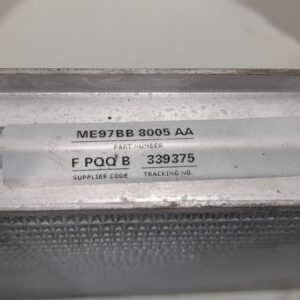 ME97BB 8005 AA
PART NUMBER
F PQQ B 339375
SUPPLIER CODE TRACKING NO.